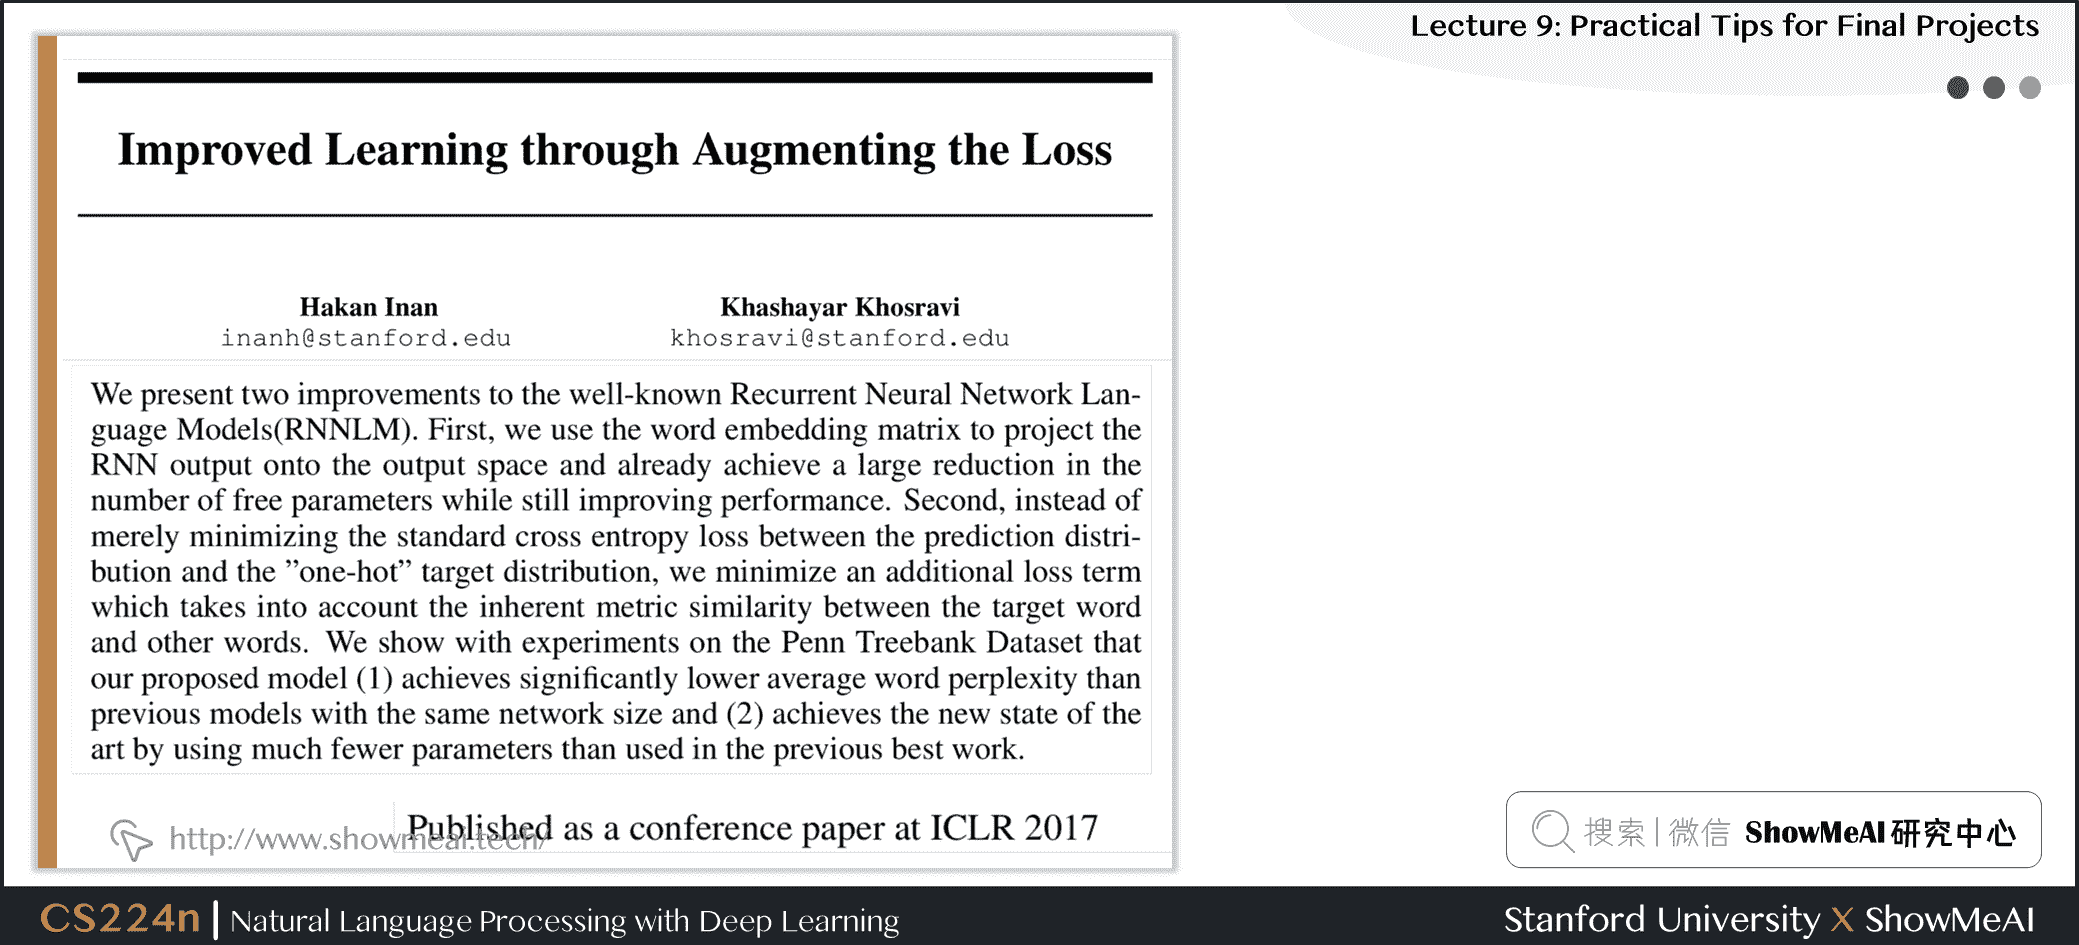 Lecture 9: Practical Tips for Final Projects
Improved Learning through Augmenting the Loss
Hakan Inan
inanh@stanford.edu
Khashayar Khosravi
khosravi@stanford.edu
We present two improvements to the well-known Recurrent Neural Network Lan-
guage Models(RNNLM). First, we use the word embedding matrix to project the
RNN output onto the output space and already achieve a large reduction in the
number of free parameters while still improving performance. Second, instead of
merely minimizing the standard cross entropy loss between the prediction distri-
bution and the ”one-hot” target distribution, we minimize an additional loss term
which takes into account the inherent metric similarity between the target word
and other words. We show with experiments on the Penn Treebank Dataset that
our proposed model (1) achieves significantly lower average word perplexity than
previous models with the same network size and (2) achieves the new state of the
art by using much fewer parameters than used in the previous best work.
Published as a conference paper at ICLR 2017
http://www.showmeai.tech/
搜索 | 微信 ShowMeAI 研究中心
CS224n | Natural Language Processing with Deep Learning
Stanford University X ShowMeAI